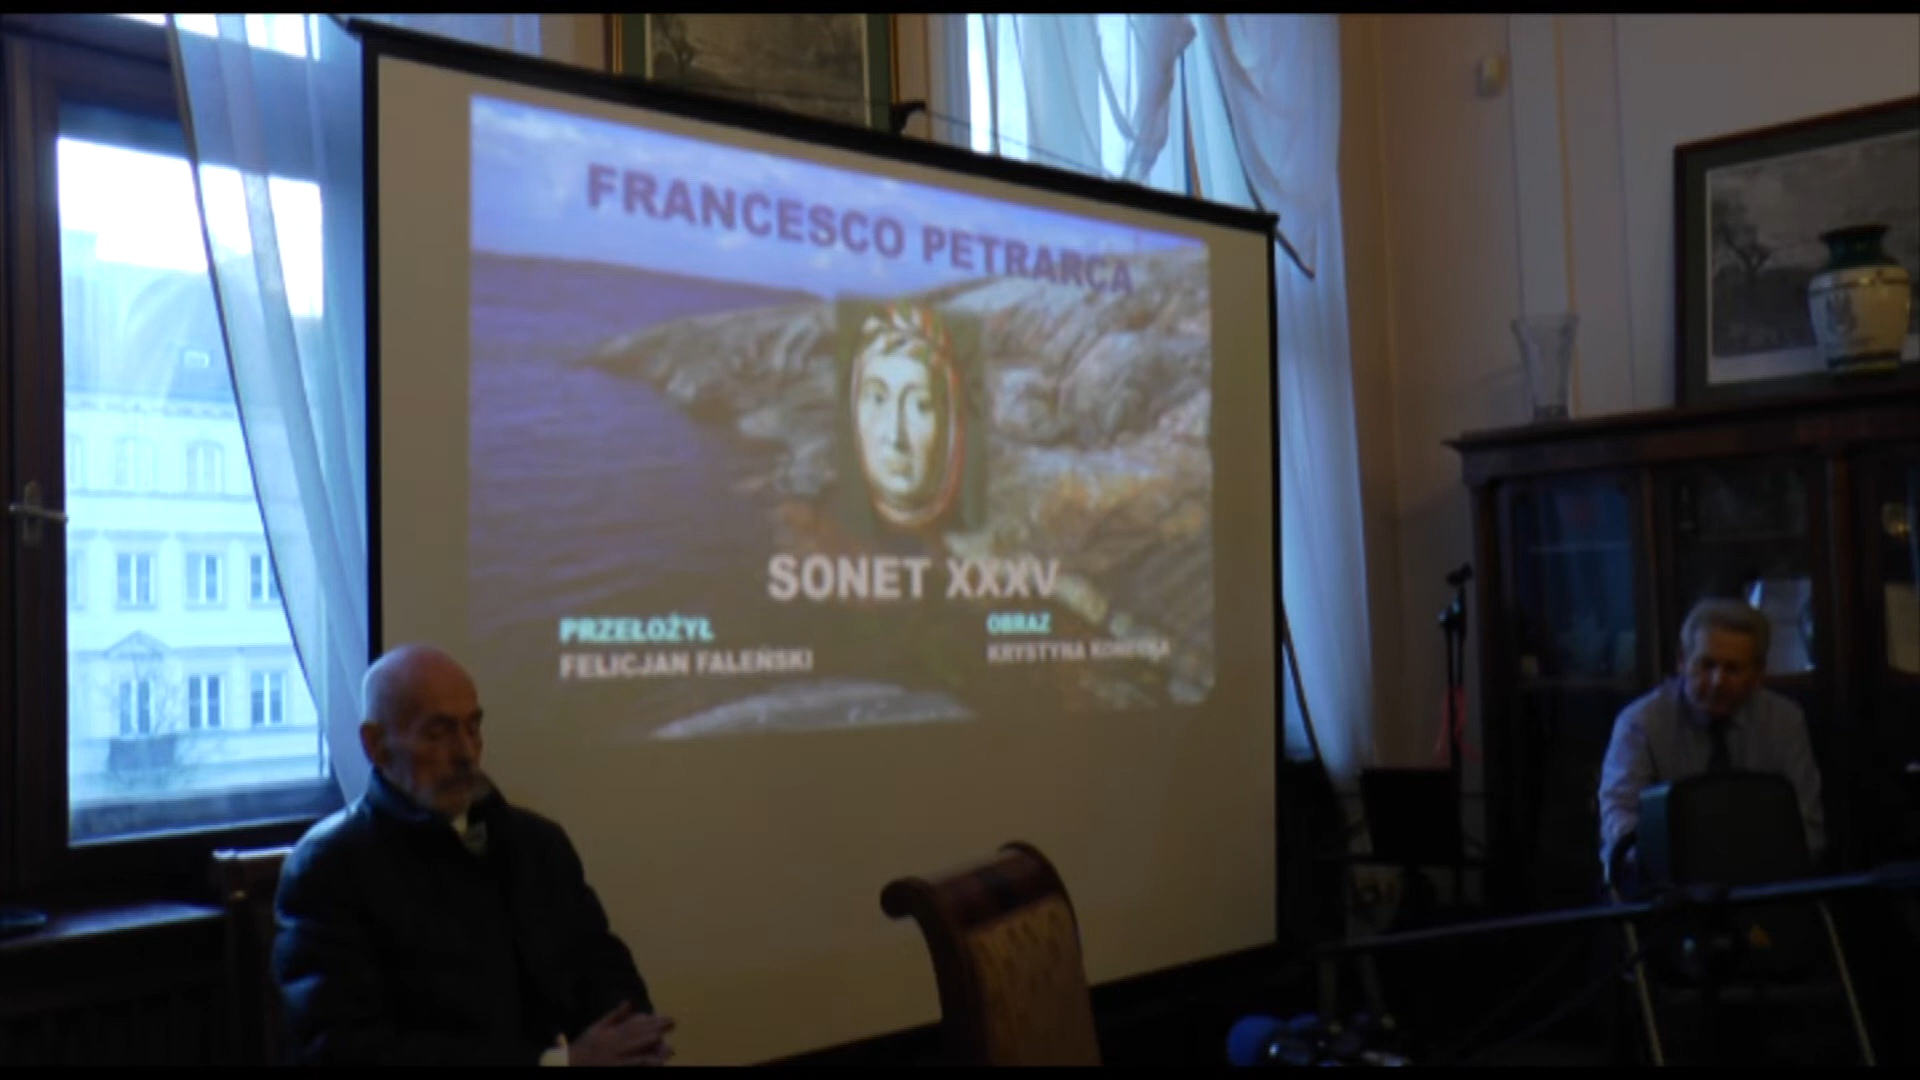 FRANCESCO PETRARCA
SONET XXXV
PRZEŁOŻYŁ
FELICJAN FALEŃSKI
OBRAZ
KRYSTYNA